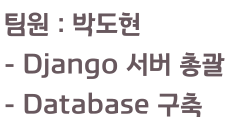 팀원 : 박도현
- Django 서버 총괄
- Database 구축